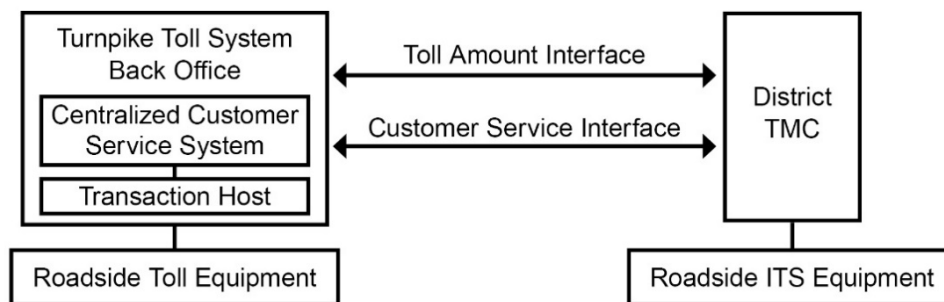 Turnpike Toll System
Back Office
Centralized Customer
Service System
Transaction Host
Roadside Toll Equipment
Toll Amount Interface
Customer Service Interface
District
TMC
Roadside ITS Equipment